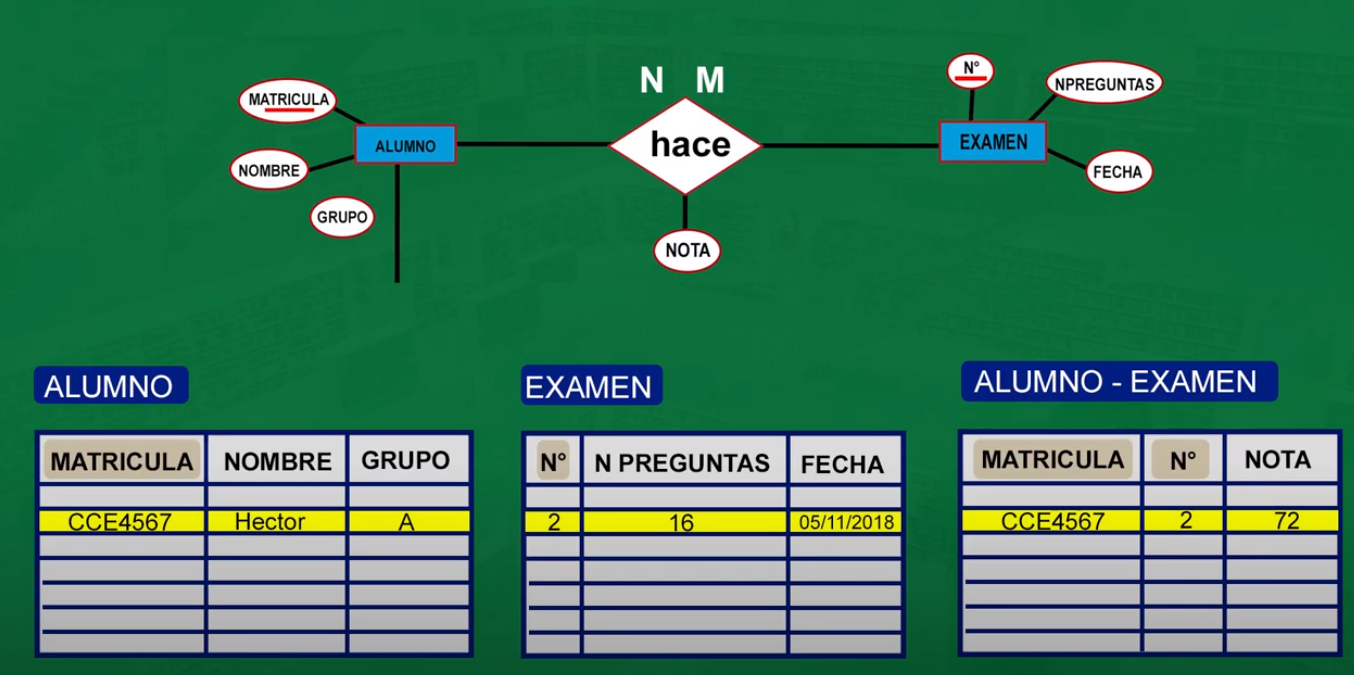 N M
MATRICULA
N°
NPREGUNTAS
ALUMNO
hace
EXAMEN
NOMBRE
FECHA
GRUPO
NOTA
ALUMNO
MATRICULA NOMBRE GRUPO
CCE4567 Hector A
EXAMEN
N° N PREGUNTAS FECHA
2 16 05/11/2018
ALUMNO - EXAMEN
MATRICULA N° NOTA
CCE4567 2 72